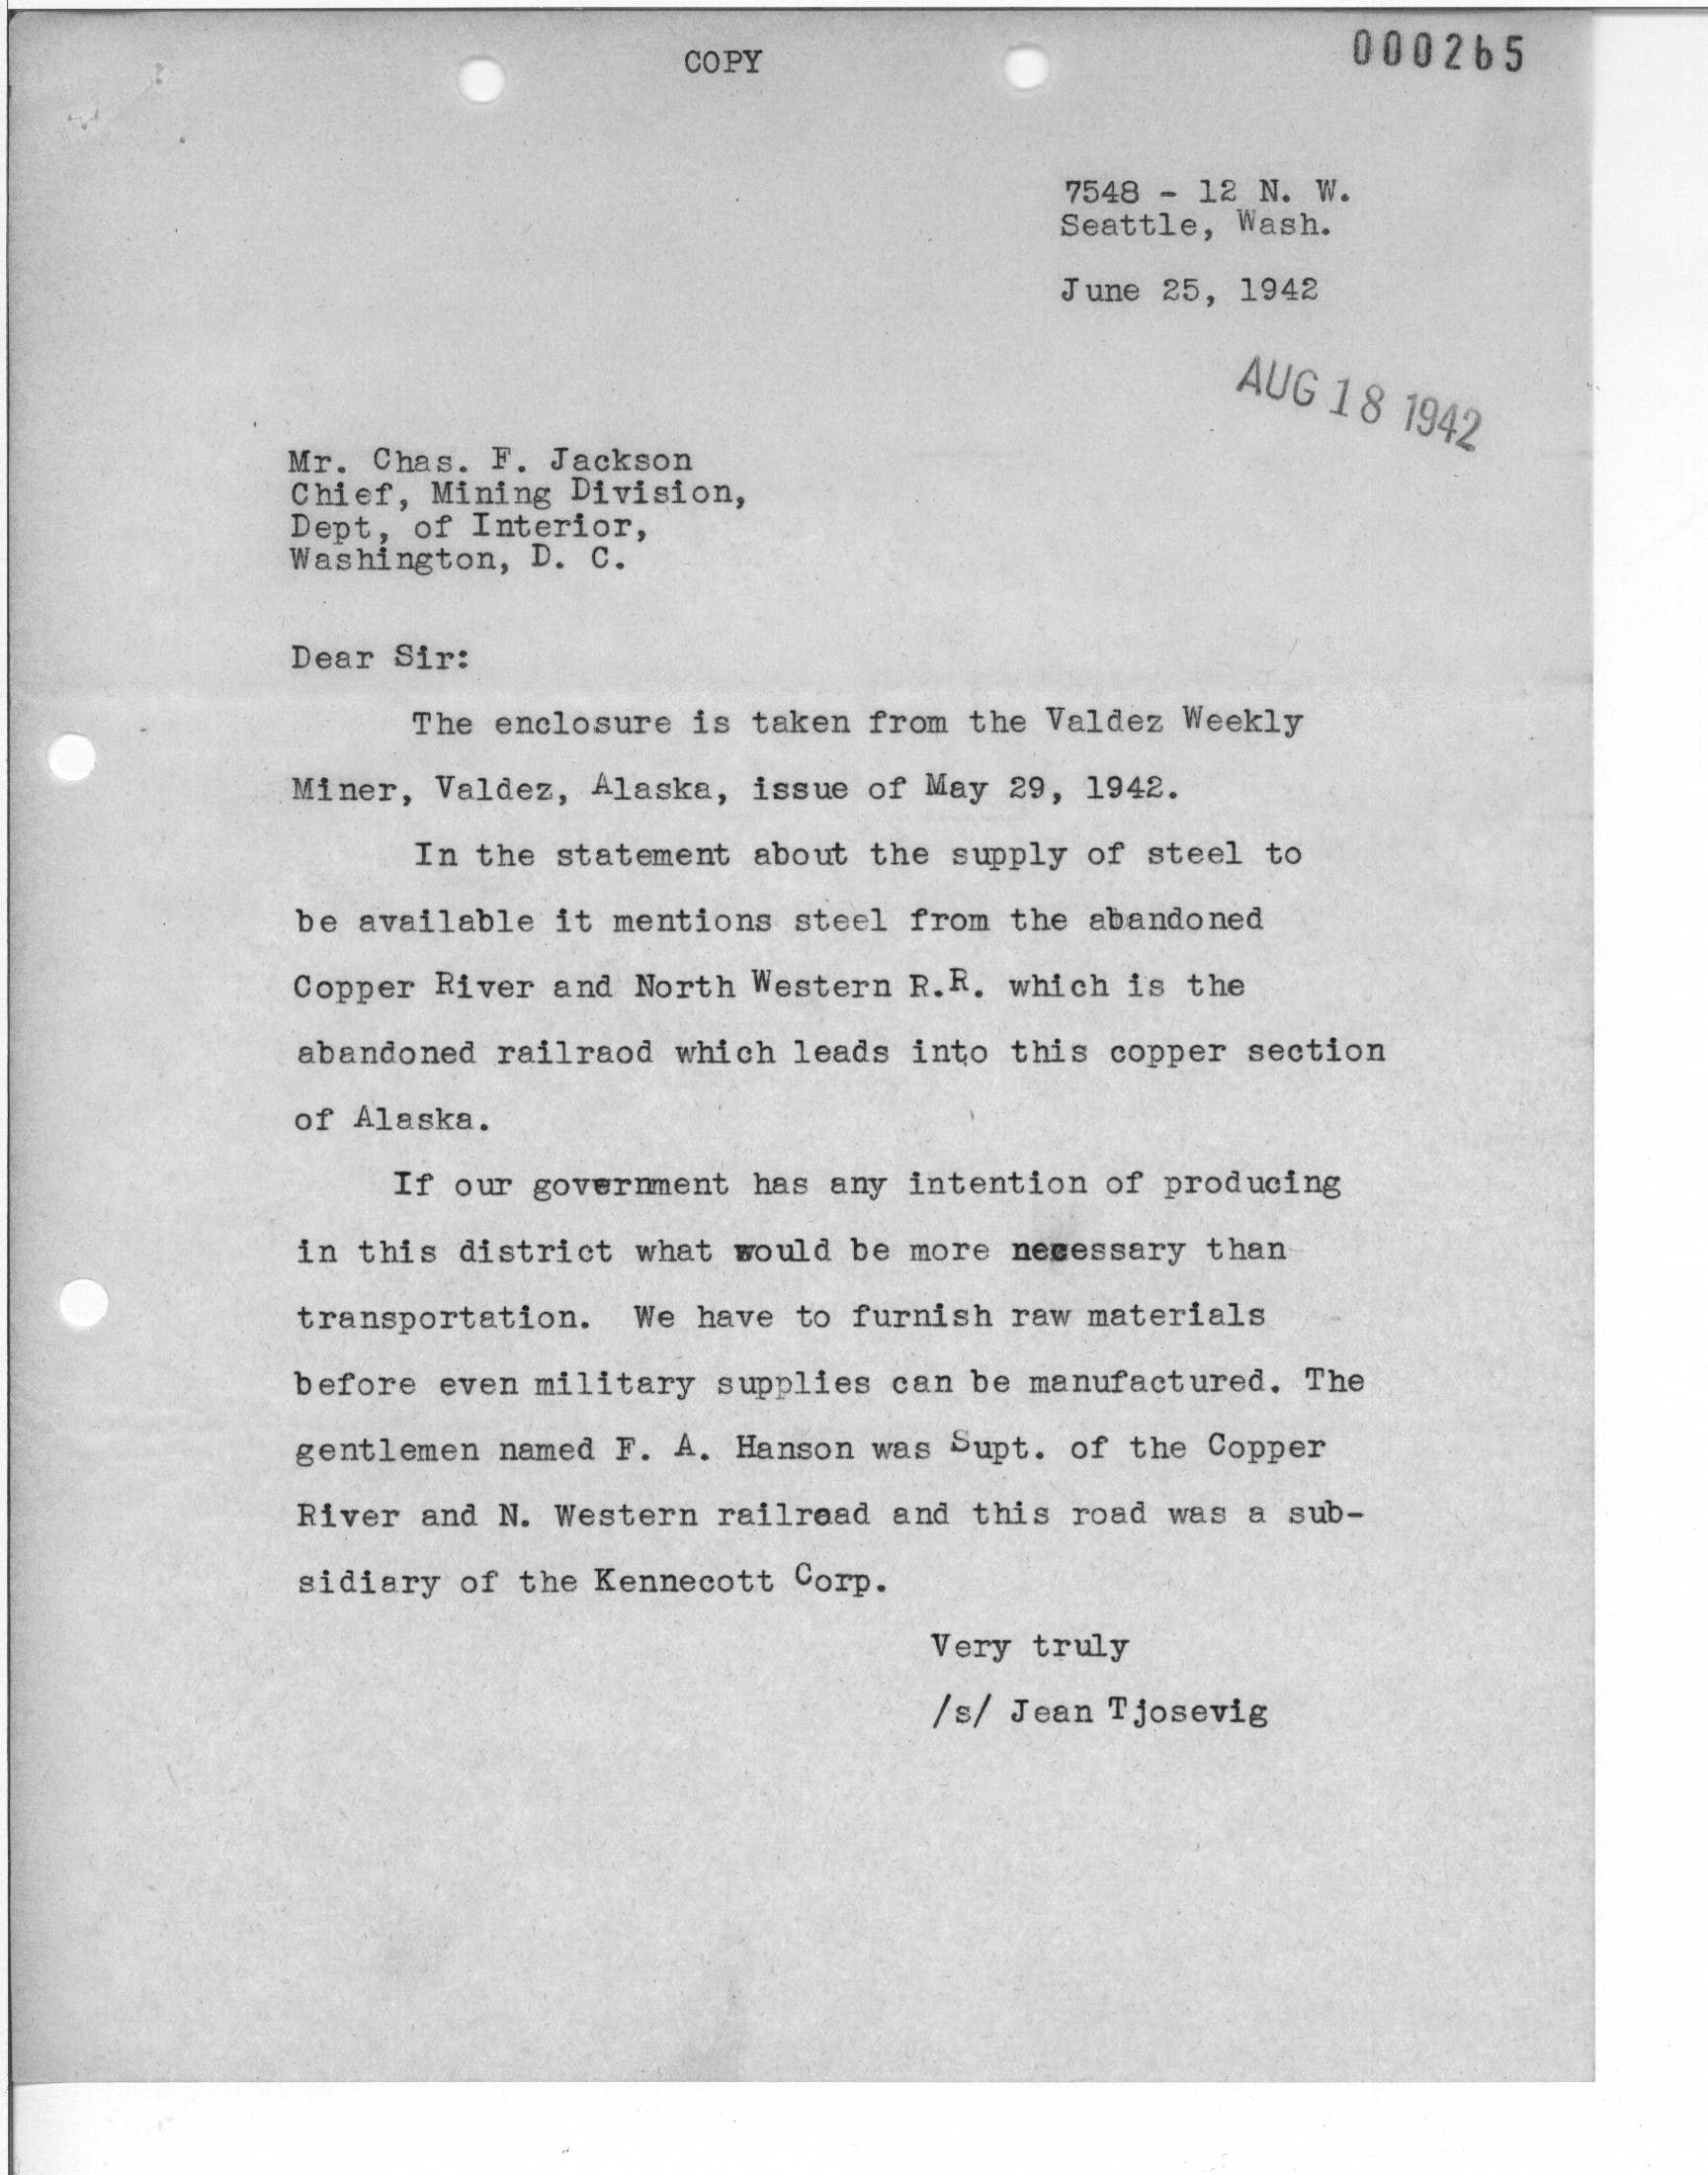 COPY
000265
7548 - 12 N. W.
Seattle, Wash.
June 25, 1942
AUG 18 1942
Mr. Chas. F. Jackson
Chief, Mining Division,
Dept, of Interior,
Washington, D. C.
Dear Sir:
The enclosure is taken from the Valdez Weekly
Miner, Valdez, Alaska, issue of May 29, 1942.
In the statement about the supply of steel to
be available it mentions steel from the abandoned
Copper River and North Western R.R. which is the
abandoned railraod which leads into this copper section
of Alaska.
If our government has any intention of producing
in this district what would be more necessary than
transportation. We have to furnish raw materials
before even military supplies can be manufactured. The
gentlemen named F. A. Hanson was Supt. of the Copper
River and N. Western railroad and this road was a sub-
sidiary of the Kennecott Corp.
Very truly
/s/ Jean Tjosevig